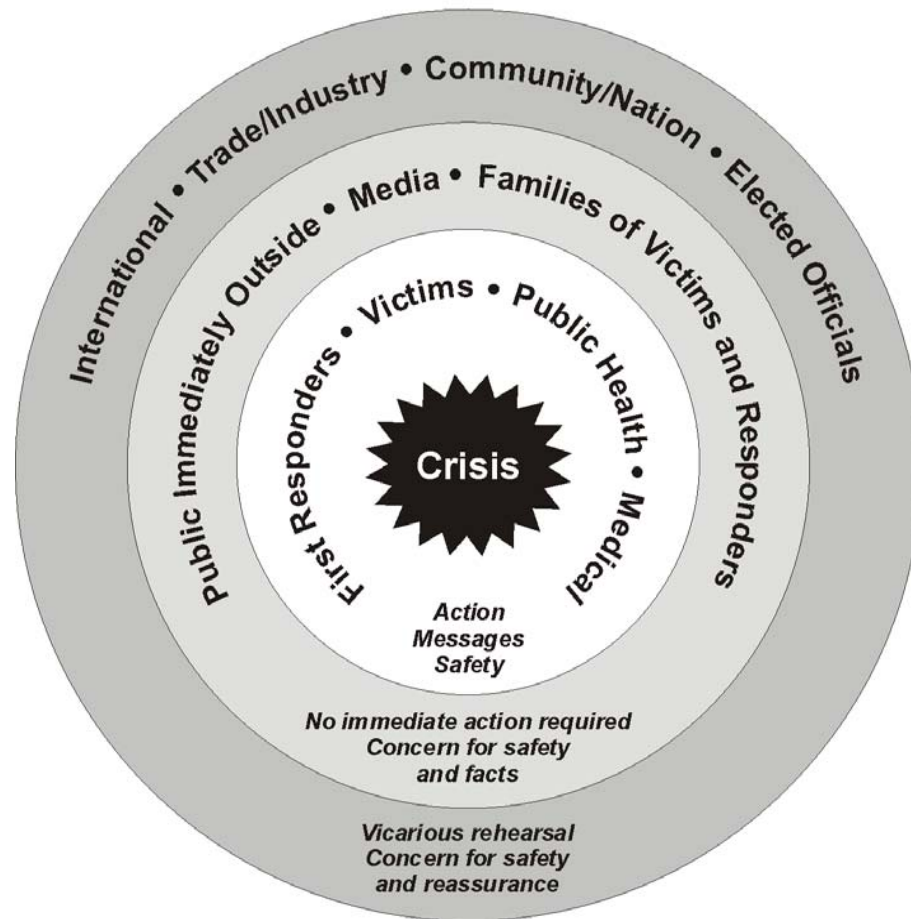 International • Trade/Industry • Community/Nation • Elected Officials
Public Immediately Outside • Media • Families of Victims and Responders
First Responders • Victims • Public Health • Medical
Crisis
Action
Messages
Safety
No immediate action required
Concern for safety
and facts
Vicarious rehearsal
Concern for safety
and reassurance